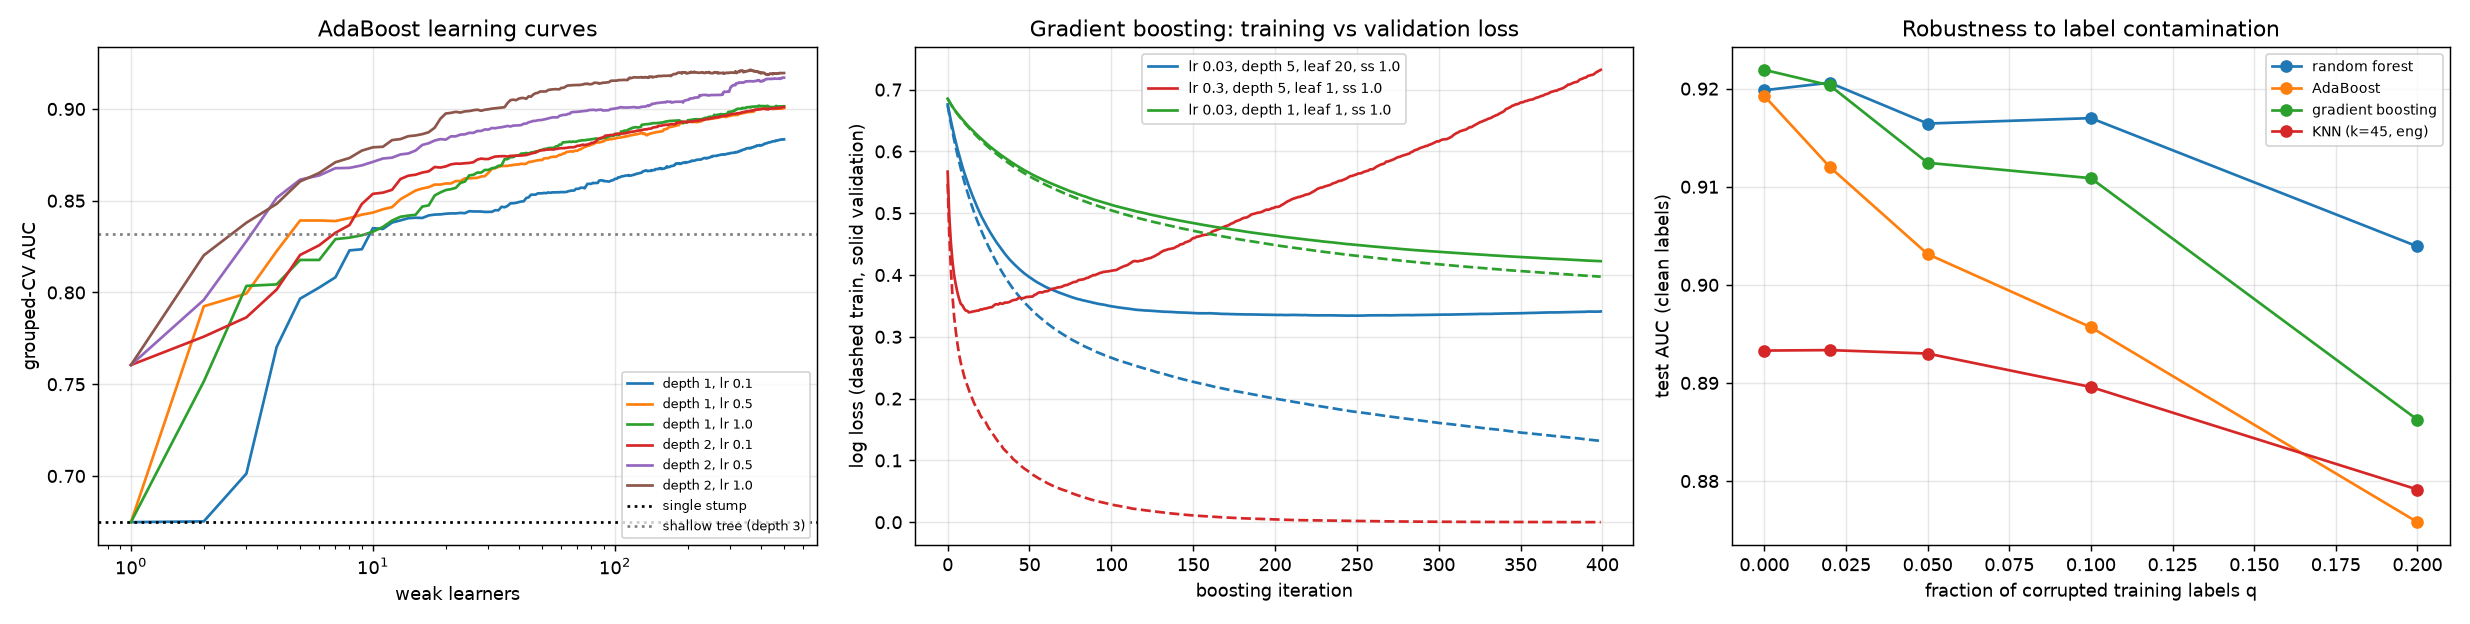 AdaBoost learning curves
grouped-CV AUC
0.90
0.85
0.80
0.75
0.70
depth 1, lr 0.1
depth 1, lr 0.5
depth 1, lr 1.0
depth 2, lr 0.1
depth 2, lr 0.5
depth 2, lr 1.0
single stump
shallow tree (depth 3)
10⁰ 10¹ 10²
weak learners
Gradient boosting: training vs validation loss
log loss (dashed train, solid validation)
0.7
0.6
0.5
0.4
0.3
0.2
0.1
0.0
lr 0.03, depth 5, leaf 20, ss 1.0
lr 0.3, depth 5, leaf 1, ss 1.0
lr 0.03, depth 1, leaf 1, ss 1.0
0 50 100 150 200 250 300 350 400
boosting iteration
Robustness to label contamination
test AUC (clean labels)
0.92
0.91
0.90
0.89
0.88
random forest
AdaBoost
gradient boosting
KNN (k=45, eng)
0.000 0.025 0.050 0.075 0.100 0.125 0.150 0.175 0.200
fraction of corrupted training labels q